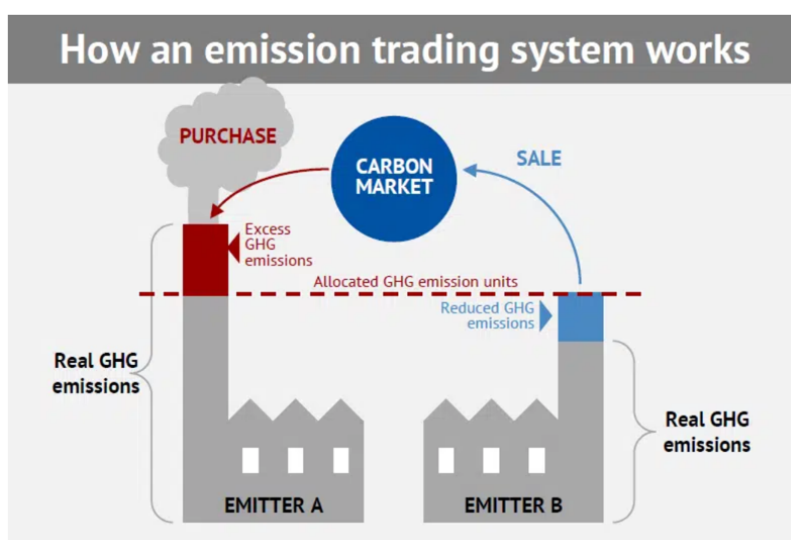 How an emission trading system works
PURCHASE
CARBON
MARKET
SALE
Excess
GHG
emissions
Allocated GHG emission units
Reduced GHG
emissions
Real GHG
emissions
Real GHG
emissions
EMITTER A
EMITTER B